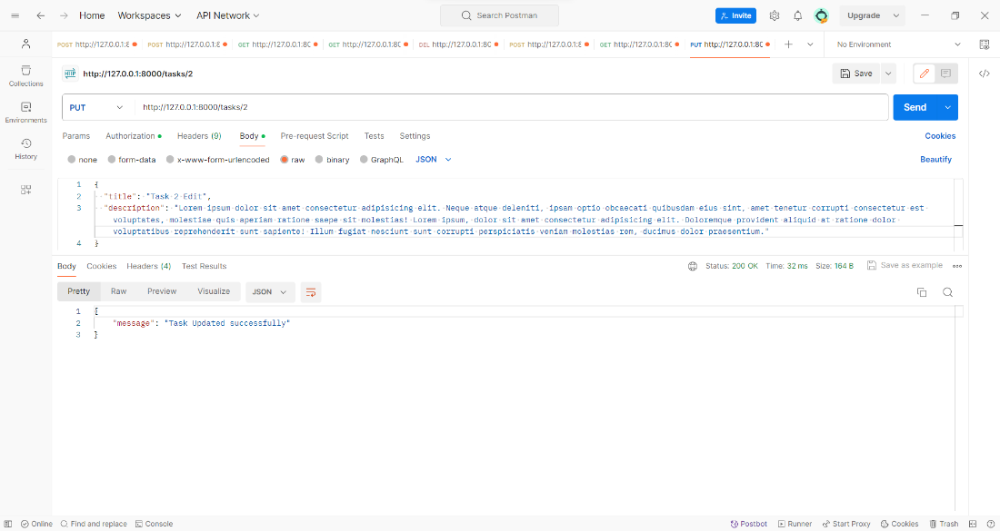 Home Workspaces API Network Search Postman Invite Upgrade
POST http://127.0.0.1:8 POST http://127.0.0.1:8 GET http://127.0.0.1:80 GET http://127.0.0.1:80 DEL http://127.0.0.1:80 POST http://127.0.0.1:8 GET http://127.0.0.1:80 PUT http://127.0.0.1:80 No Environment
HTTP http://127.0.0.1:8000/tasks/2 Save
Collections
PUT http://127.0.0.1:8000/tasks/2 Send
Environments
Params Authorization Headers (9) Body Pre-request Script Tests Settings Cookies
History
none form-data x-www-form-urlencoded raw binary GraphQL JSON Beautify
1 {
2 "title": "Task 2 Edit",
3 "description": "Lorem ipsum dolor sit amet consectetur adipisicing elit. Neque atque deleniti, ipsam optio obcaecati quibusdam eius sint, amet tenetur corrupti consectetur est
voluptates, molestiae quis aperiam ratione saepe sit molestias! Lorem ipsum, dolor sit amet consectetur adipisicing elit. Doloremque provident aliquid at ratione dolor
voluptatibus reprehenderit sunt sapiente! Illum fugiat nesciunt sunt corrupti perspiciatis veniam molestias rem, ducimus dolor praesentium."
4 }
Body Cookies Headers (4) Test Results Status: 200 OK Time: 32 ms Size: 164 B Save as example
Pretty Raw Preview Visualize JSON
1 {
2 "message": "Task Updated successfully"
3 }
Online Find and replace Console Postbot Runner Start Proxy Cookies Trash